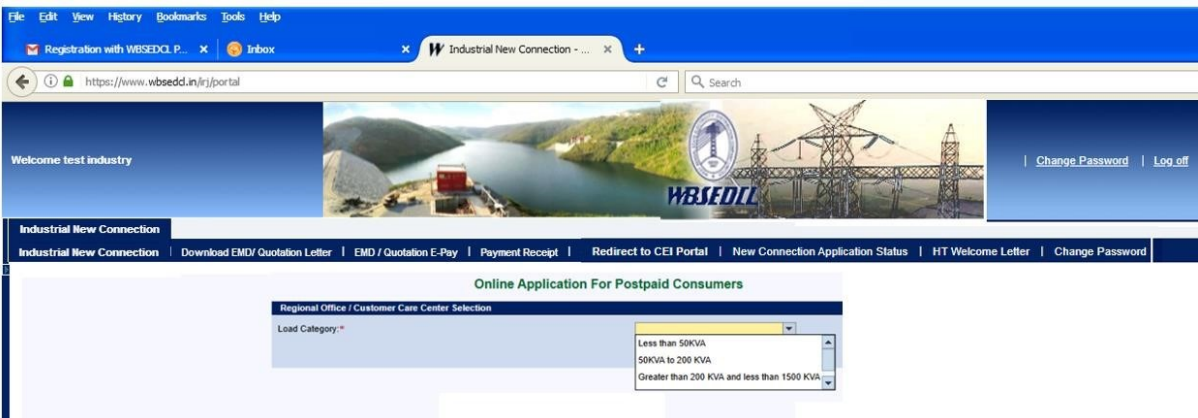 File Edit View History Bookmarks Tools Help
Registration with WBSEDCL P... × Inbox × Industrial New Connection - ... × +
https://www.wbsedcl.in/irj/portal Search
Welcome test industry
WBSEDCL
| Change Password | Log off
Industrial New Connection
Industrial New Connection | Download EMD/ Quotation Letter | EMD / Quotation E-Pay | Payment Receipt | Redirect to CEI Portal | New Connection Application Status | HT Welcome Letter | Change Password
Online Application For Postpaid Consumers
Regional Office / Customer Care Center Selection
Load Category:*
Less than 50KVA
50KVA to 200 KVA
Greater than 200 KVA and less than 1500 KVA